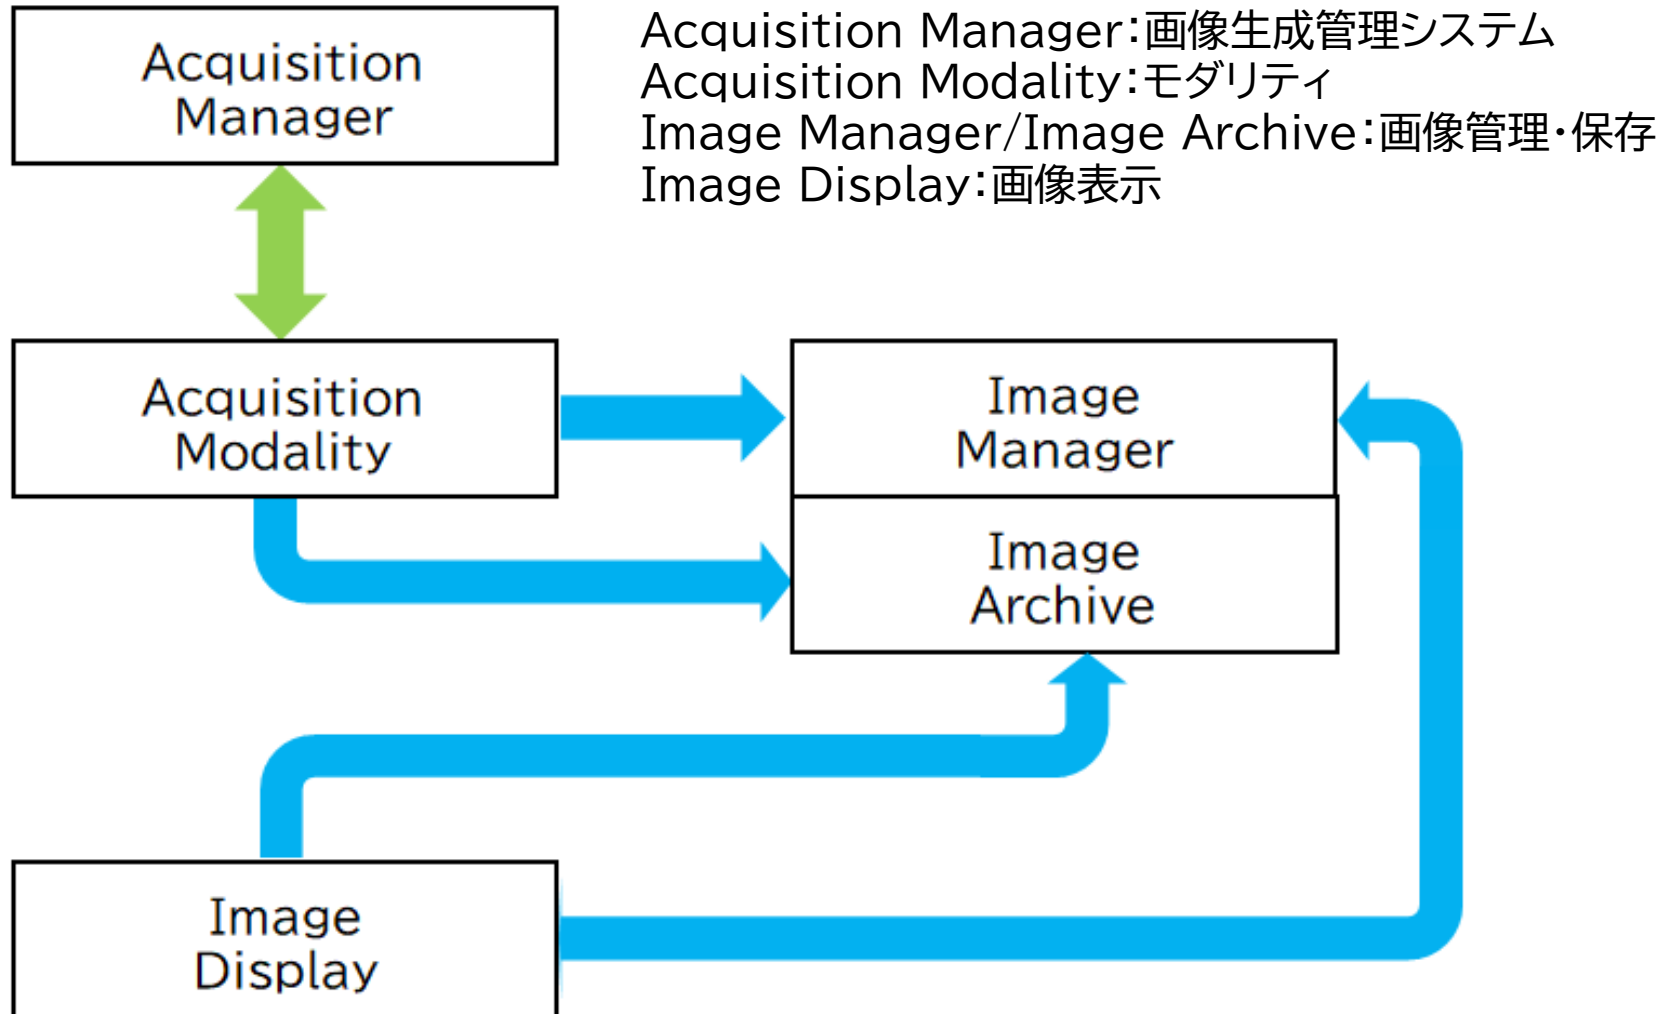 Acquisition
Manager
Acquisition Manager：画像生成管理システム
Acquisition Modality：モダリティ
Image Manager/Image Archive：画像管理・保存
Image Display：画像表示
Acquisition
Modality
Image
Manager
Image
Archive
Image
Display